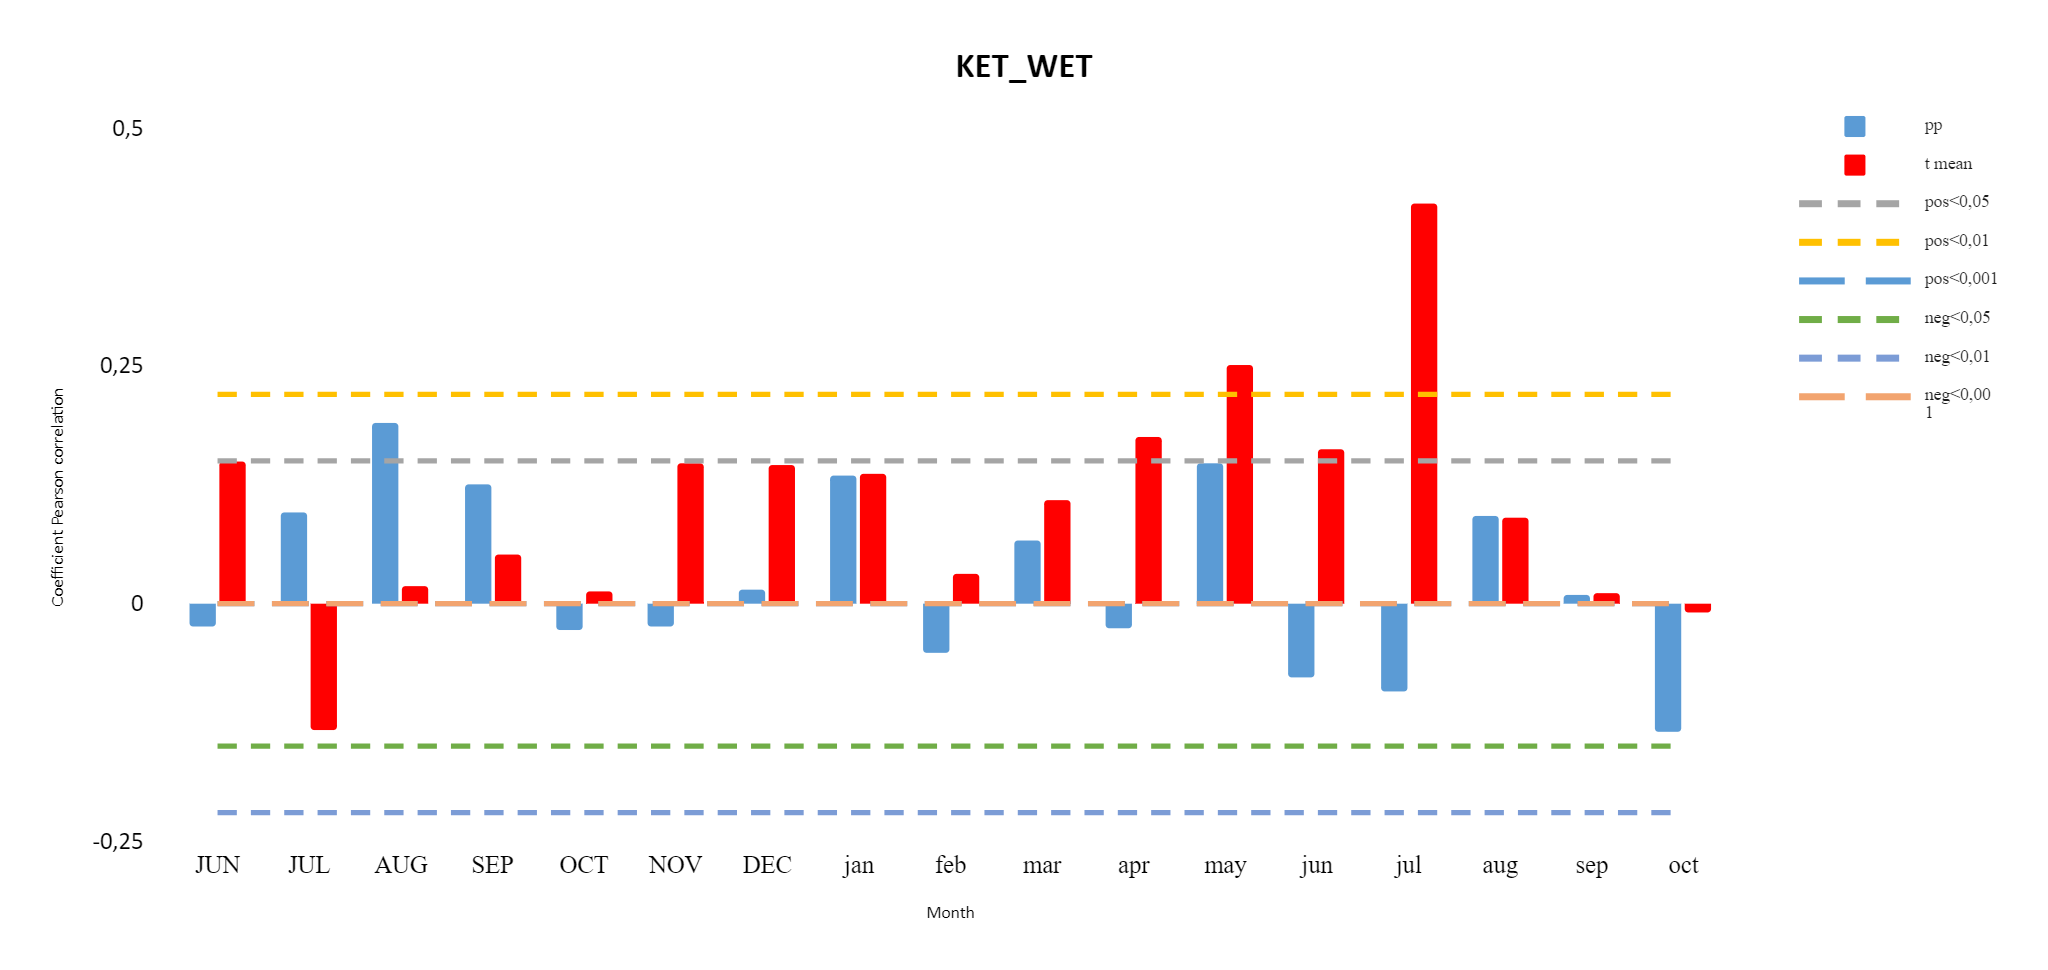 KET_WET
0,5
0,25
0
-0,25
Coefficient Pearson correlation
JUN JUL AUG SEP OCT NOV DEC jan feb mar apr may jun jul aug sep oct
Month
pp
t mean
pos<0,05
pos<0,01
pos<0,001
neg<0,05
neg<0,01
neg<0,00
1